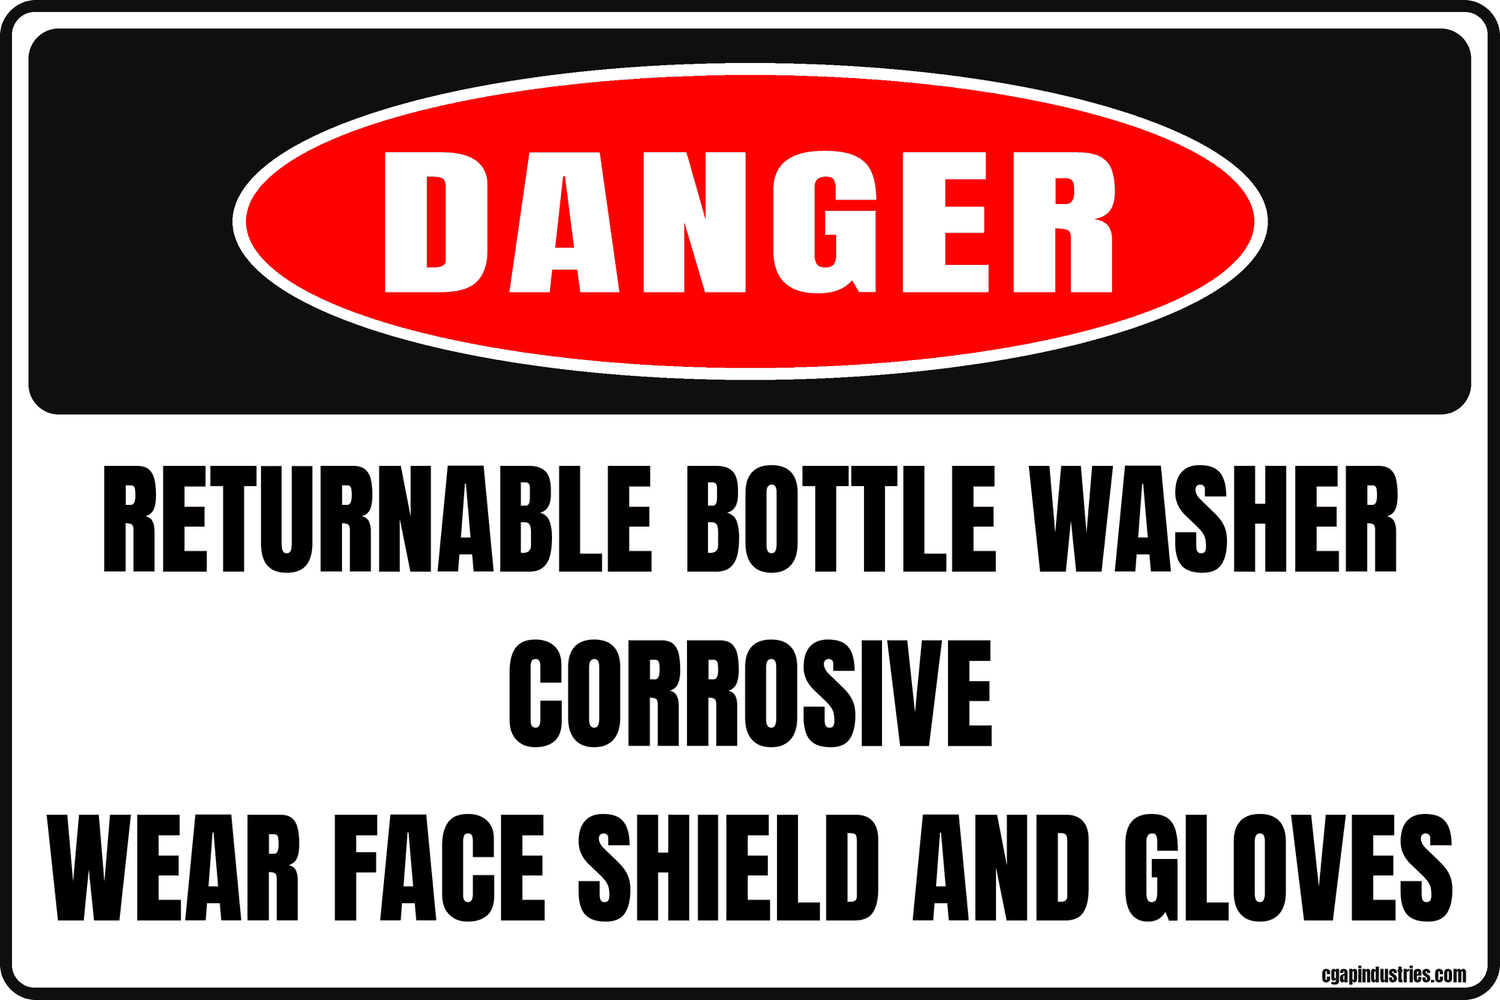 DANGER
RETURNABLE BOTTLE WASHER
CORROSIVE
WEAR FACE SHIELD AND GLOVES
cgapindustries.com